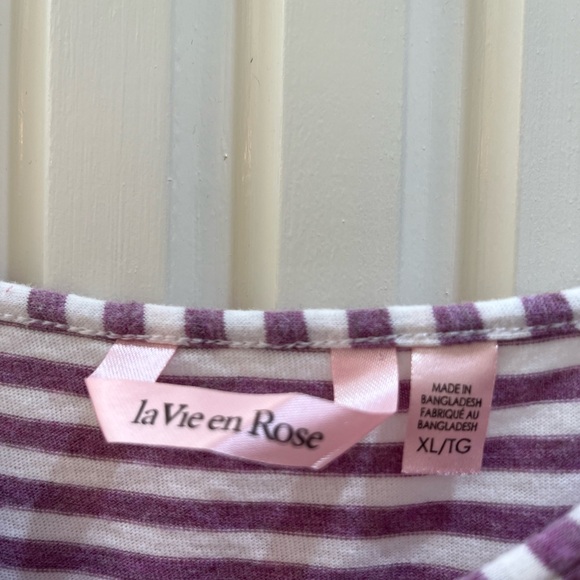 la Vie en Rose
MADE IN
BANGLADESH
FABRIQUÉ AU
BANGLADESH
XL/TG